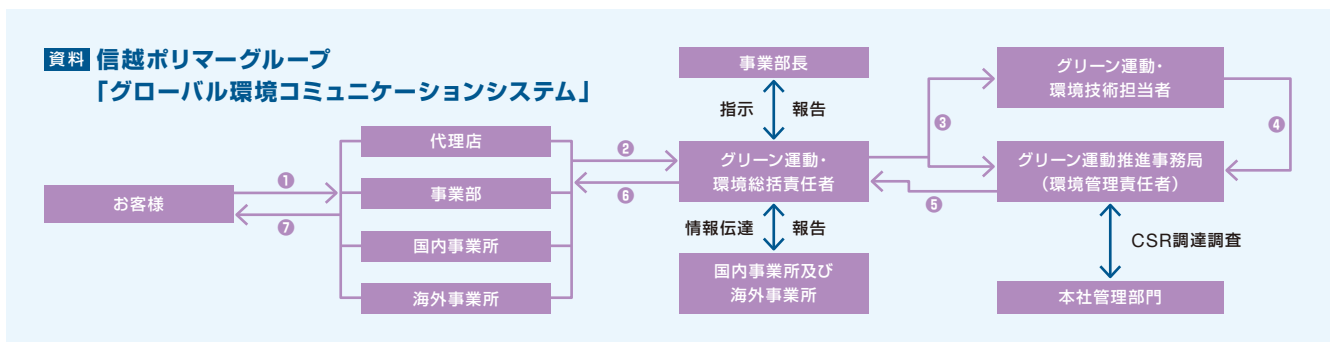 資料 信越ポリマーグループ
「グローバル環境コミュニケーションシステム」
お客様
❶
❼
代理店
事業部
国内事業所
海外事業所
❷
❻
事業部長
指示
報告
グリーン運動・
環境総括責任者
情報伝達
報告
国内事業所及び
海外事業所
❸
❺
グリーン運動・
環境技術担当者
❹
グリーン運動推進事務局
（環境管理責任者）
CSR調達調査
本社管理部門